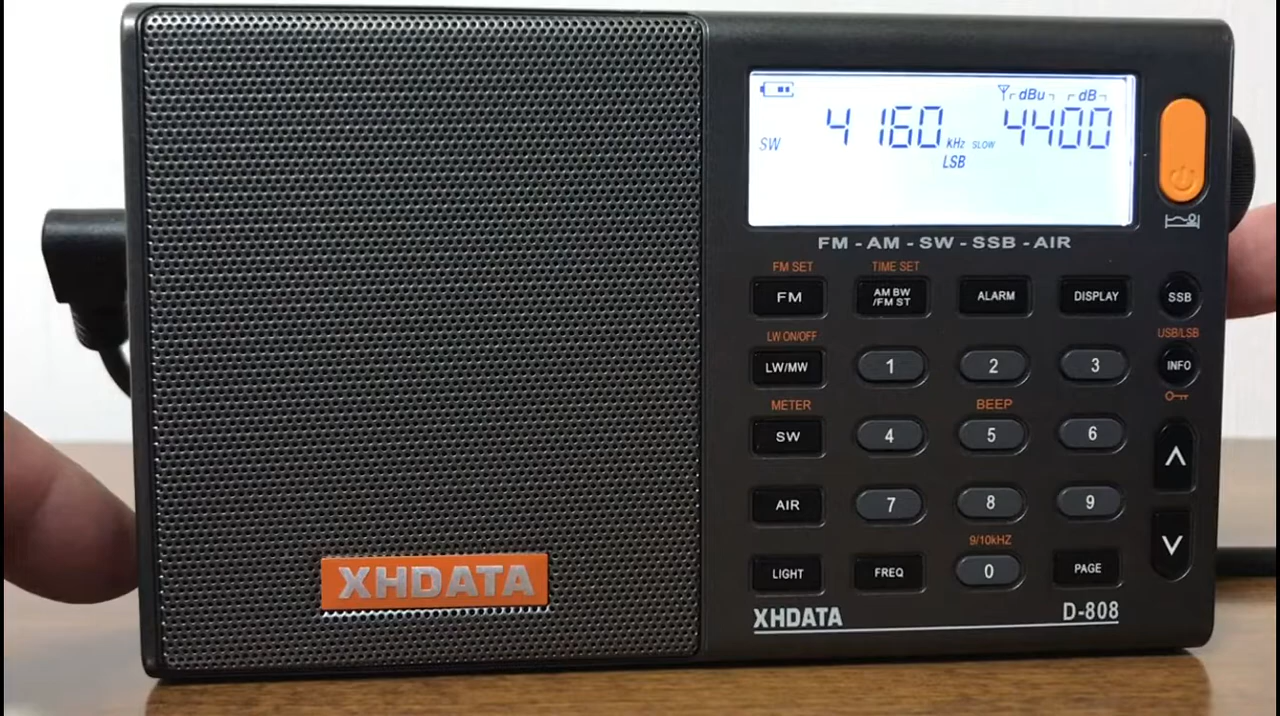 dBu dB
SW 4 160 kHz SLOW 4400
LSB
FM - AM - SW - SSB - AIR
FM SET TIME SET
FM AM BW /FM ST ALARM DISPLAY SSB
LW ON/OFF USB/LSB
LW/MW 1 2 3 INFO
METER BEEP
SW 4 5 6
AIR 7 8 9
9/10kHZ
LIGHT FREQ 0 PAGE
XHDATA
XHDATA D-808